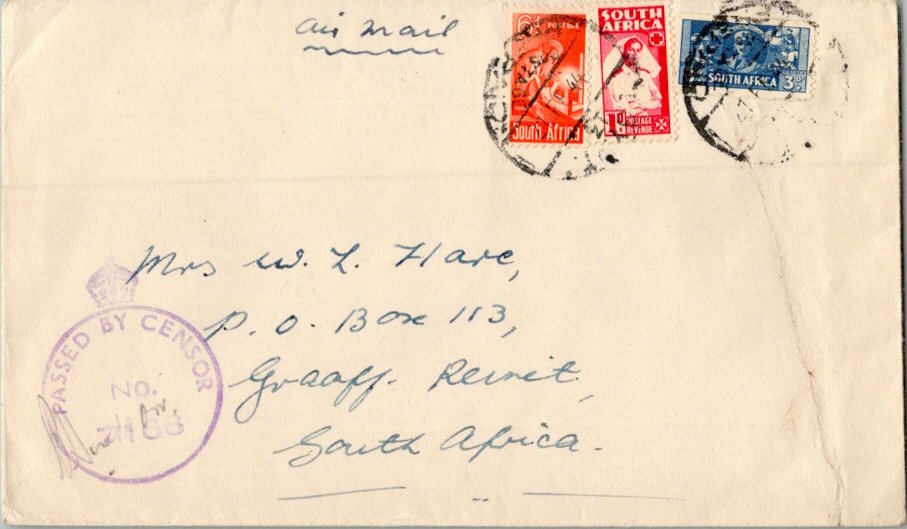 air mail
6D POSTAGE
South Africa
SOUTH AFRICA
1D POSTAGE REVENUE
SOUTH AFRICA 3D
Mrs W. L. Hare,
P. O. Box 113,
Graaff-Reinet,
South Africa.
PASSED BY CENSOR
No.